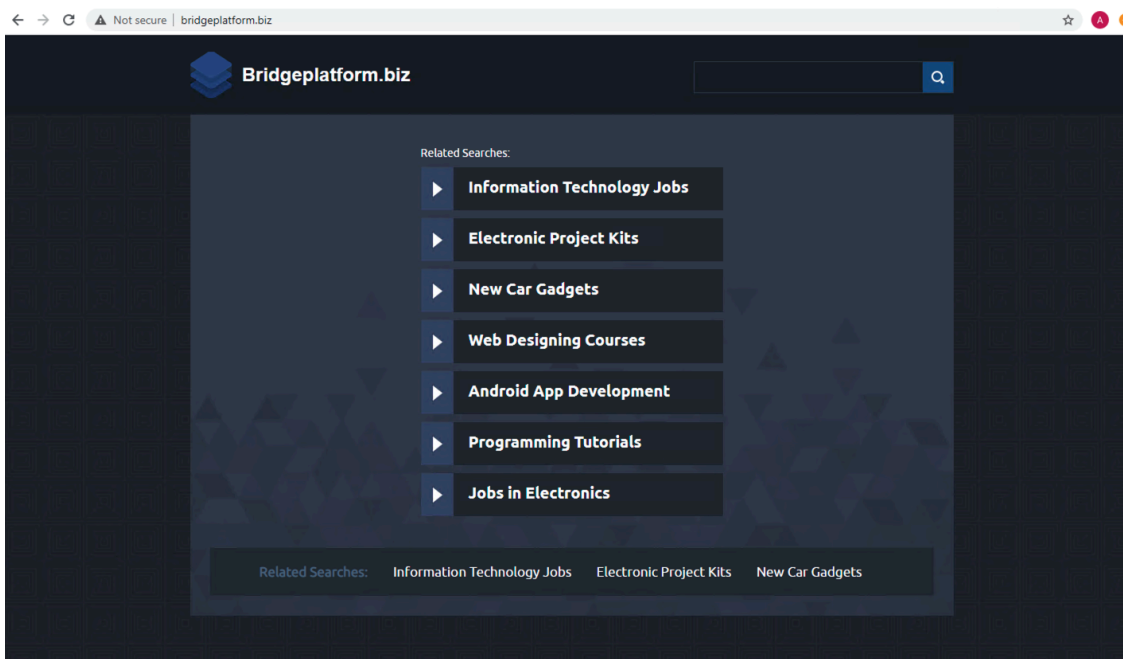 Not secure | bridgeplatform.biz
A
Bridgeplatform.biz
Related Searches:
Information Technology Jobs
Electronic Project Kits
New Car Gadgets
Web Designing Courses
Android App Development
Programming Tutorials
Jobs in Electronics
Related Searches: Information Technology Jobs Electronic Project Kits New Car Gadgets